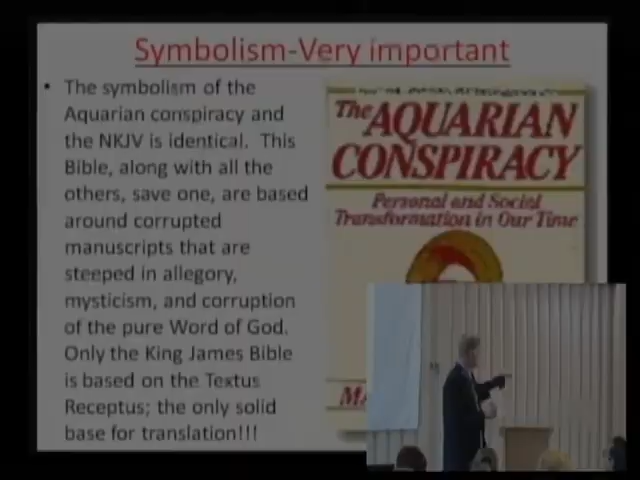 Symbolism-Very important
• The symbolism of the
Aquarian conspiracy and
the NKJV is identical. This
Bible, along with all the
others, save one, are based
around corrupted
manuscripts that are
steeped in allegory,
mysticism, and corruption
of the pure Word of God.
Only the King James Bible
is based on the Textus
Receptus; the only solid
base for translation!!!
The AQUARIAN
CONSPIRACY
Personal and Social
Transformation in Our Time